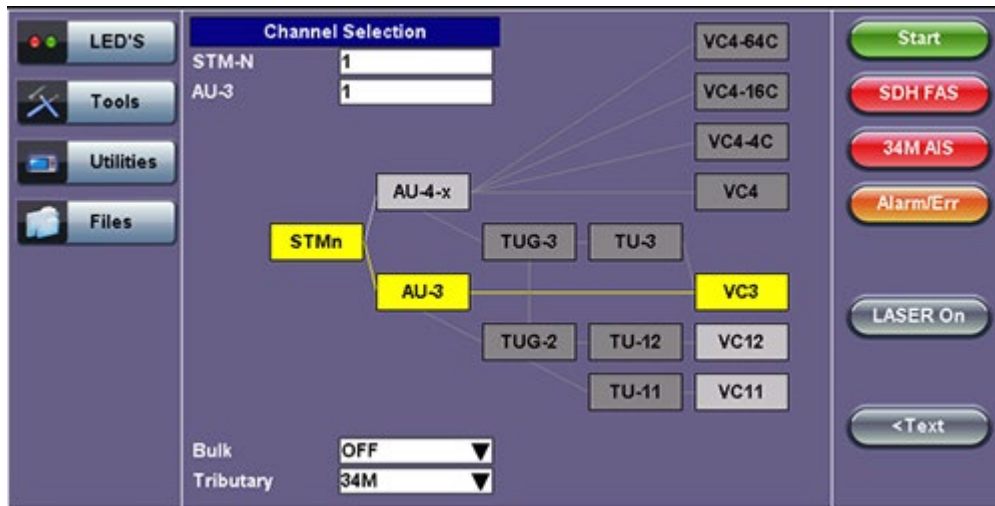 LED'S
Tools
Utilities
Files
Channel Selection
STM-N 1
AU-3 1
VC4-64C
VC4-16C
VC4-4C
AU-4-x VC4
STMn TUG-3 TU-3
AU-3 VC3
TUG-2 TU-12 VC12
TU-11 VC11
Bulk OFF
Tributary 34M
Start
SDH FAS
34M AIS
Alarm/Err
LASER On
<Text